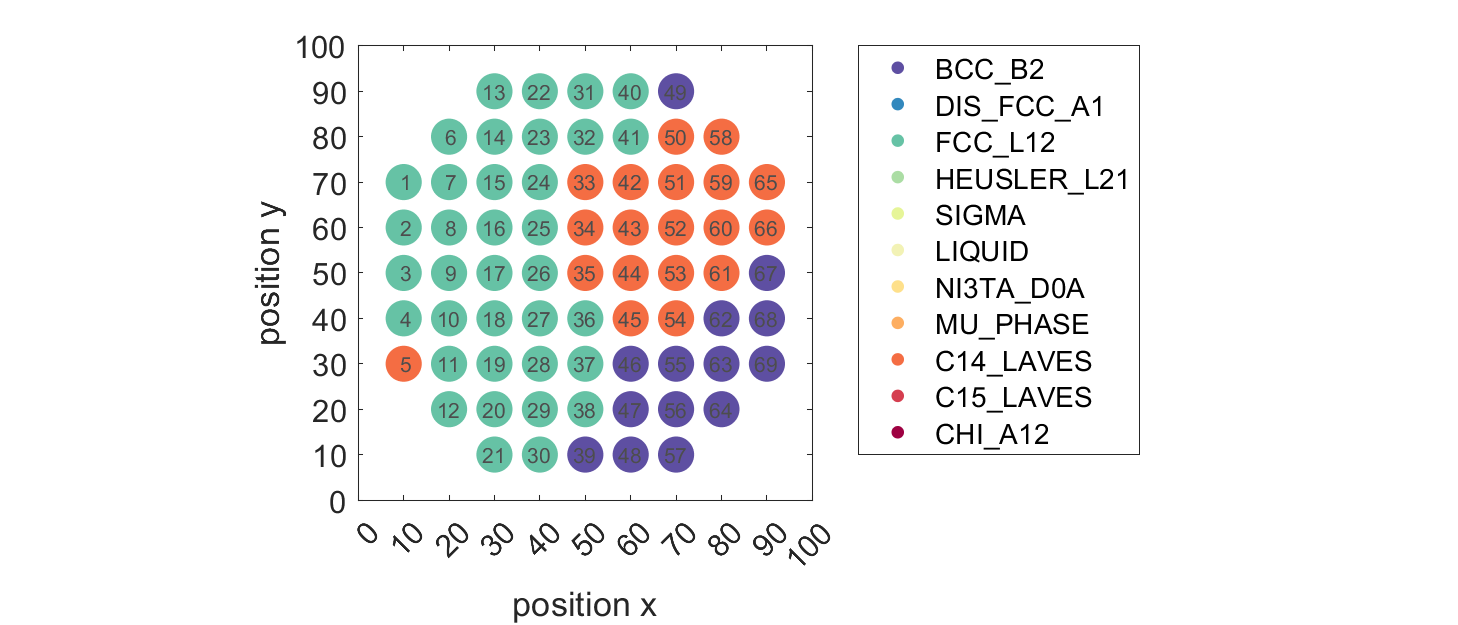 100
90
80
70
60
50
40
30
20
10
0
position y
13 22 31 40 49
6 14 23 32 41 50 58
1 7 15 24 33 42 51 59 65
2 8 16 25 34 43 52 60 66
3 9 17 26 35 44 53 61 67
4 10 18 27 36 45 54 62 68
5 11 19 28 37 46 55 63 69
12 20 29 38 47 56 64
21 30 39 48 57
0 10 20 30 40 50 60 70 80 90 100
position x
BCC_B2
DIS_FCC_A1
FCC_L12
HEUSLER_L21
SIGMA
LIQUID
NI3TA_D0A
MU_PHASE
C14_LAVES
C15_LAVES
CHI_A12